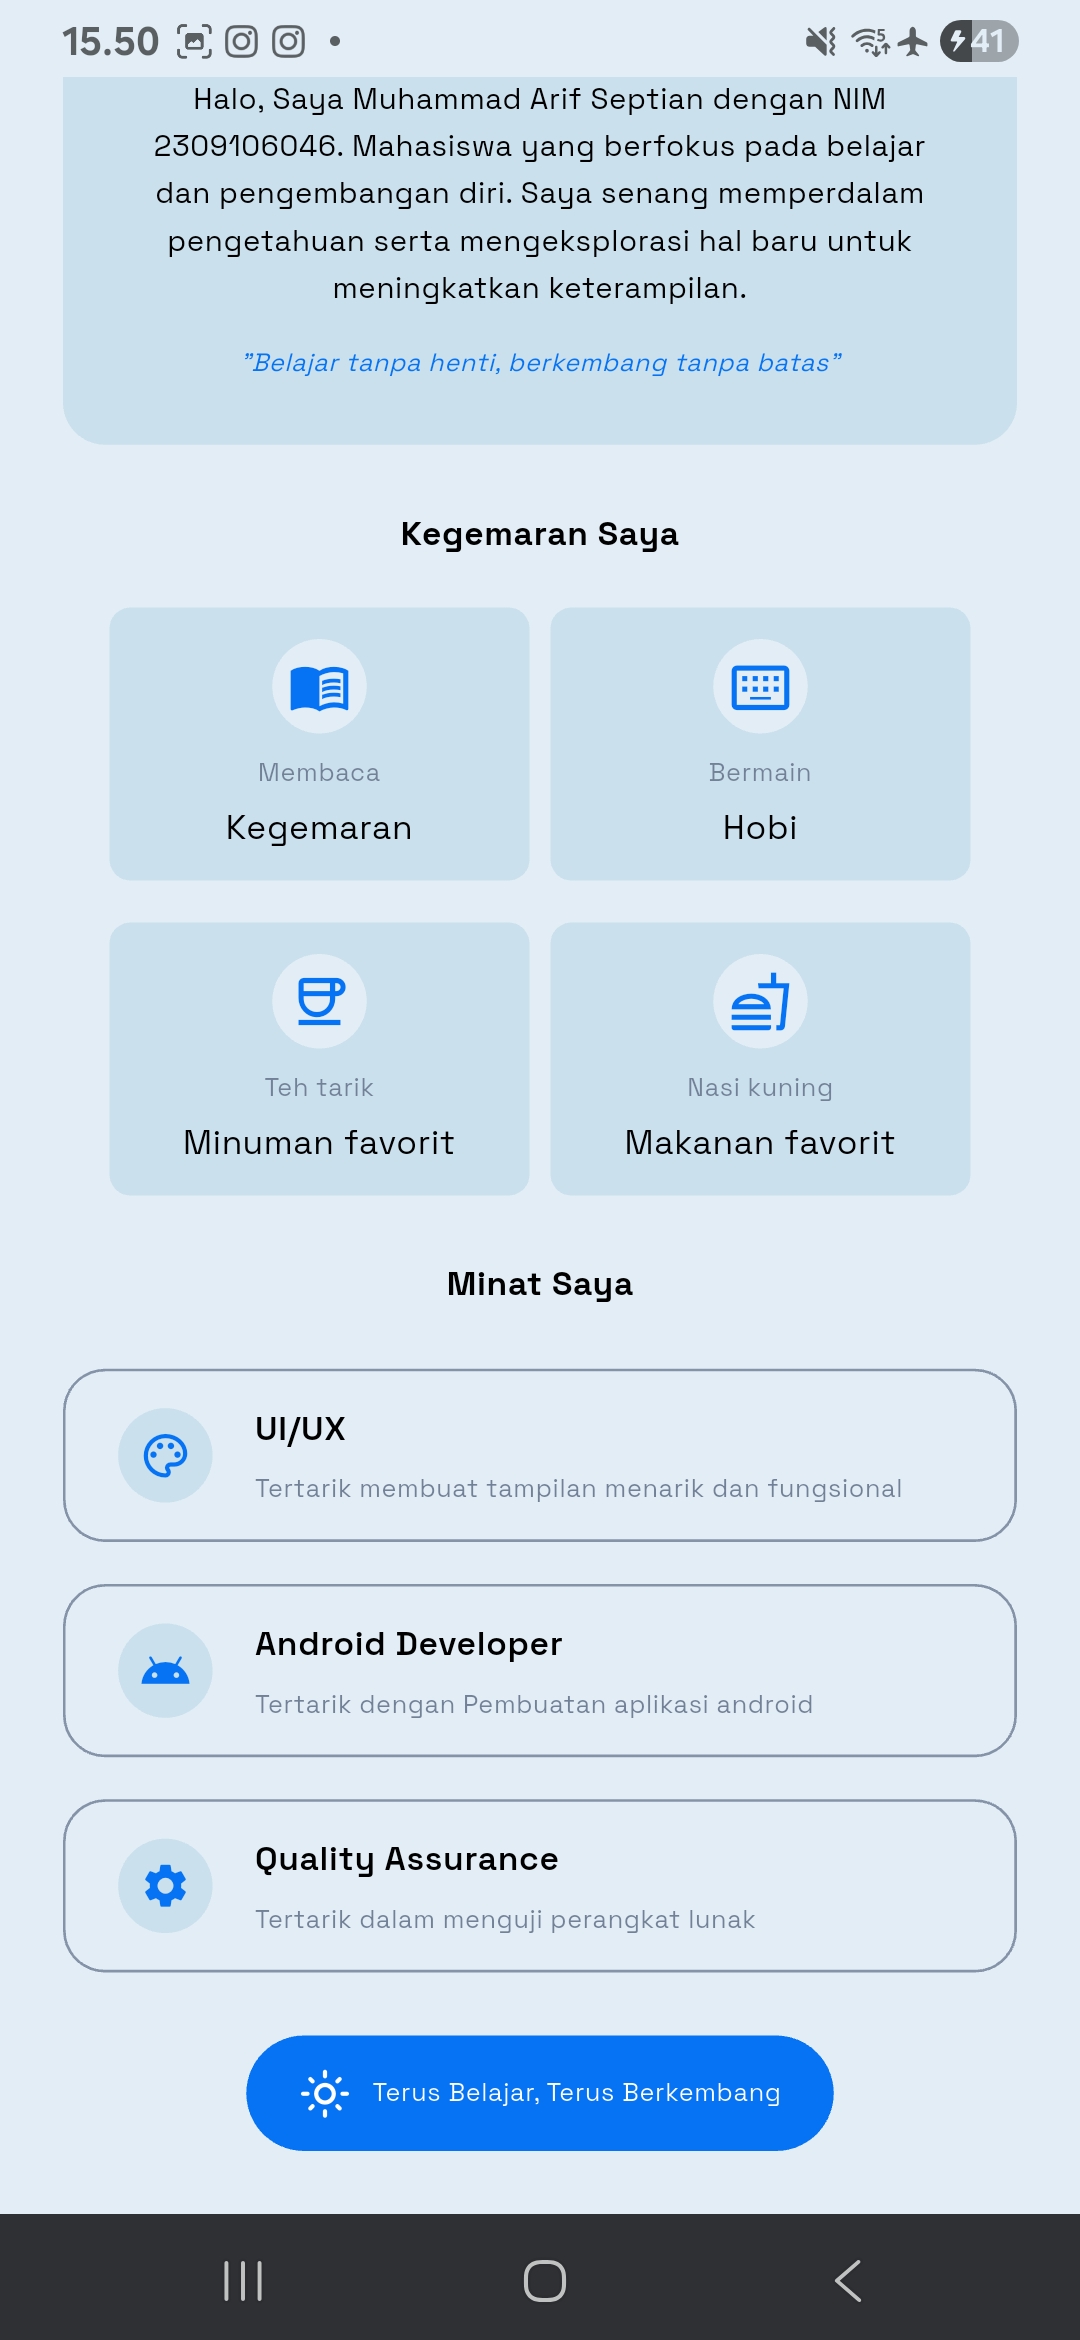 15.50
5
41
Halo, Saya Muhammad Arif Septian dengan NIM
2309106046. Mahasiswa yang berfokus pada belajar
dan pengembangan diri. Saya senang memperdalam
pengetahuan serta mengeksplorasi hal baru untuk
meningkatkan keterampilan.
"Belajar tanpa henti, berkembang tanpa batas"
Kegemaran Saya
Membaca
Kegemaran
Bermain
Hobi
Teh tarik
Minuman favorit
Nasi kuning
Makanan favorit
Minat Saya
UI/UX
Tertarik membuat tampilan menarik dan fungsional
Android Developer
Tertarik dengan Pembuatan aplikasi android
Quality Assurance
Tertarik dalam menguji perangkat lunak
Terus Belajar, Terus Berkembang